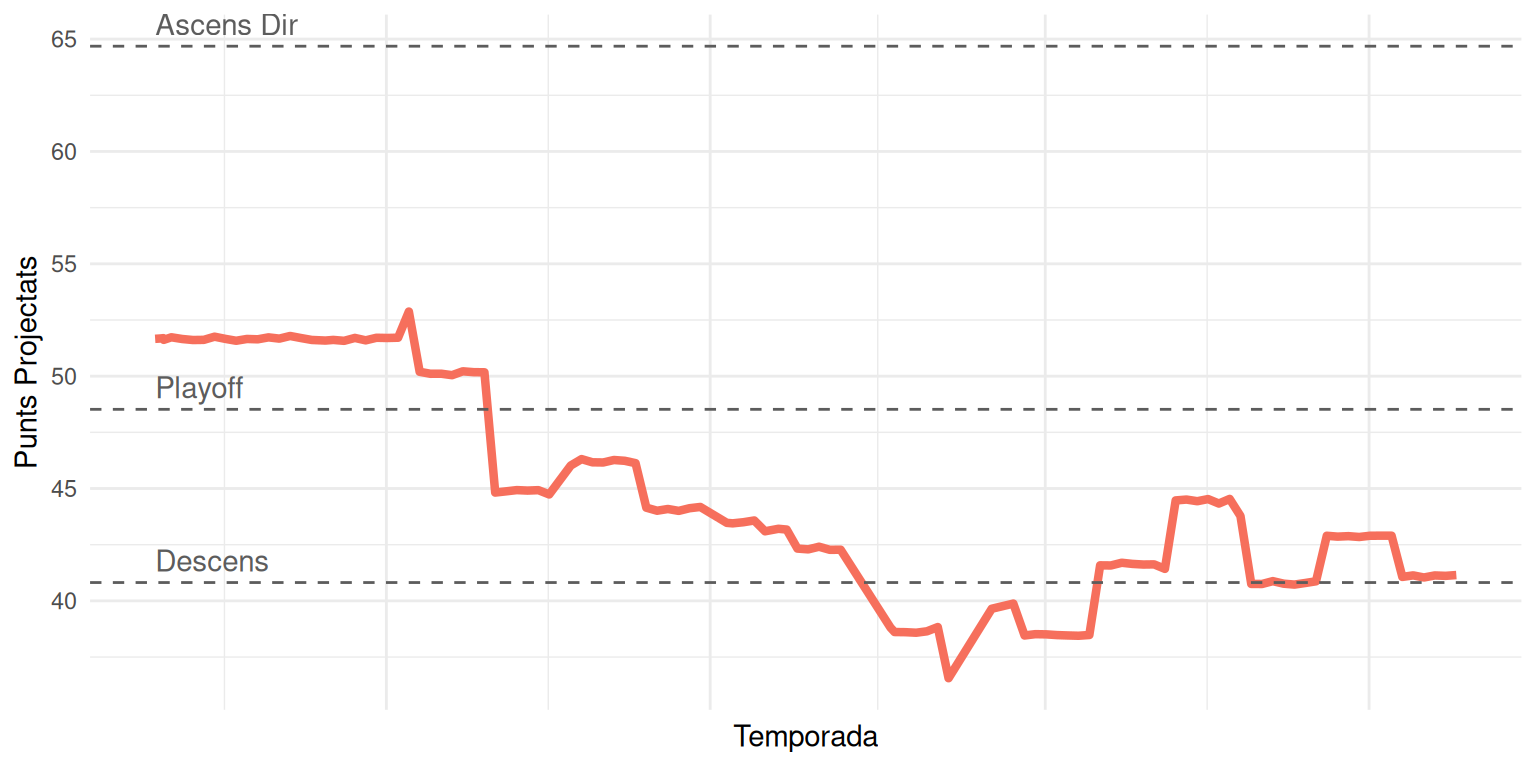 Ascens Dir
65
60
55
50
Playoff
45
Descens
40
Punts Projectats
Temporada